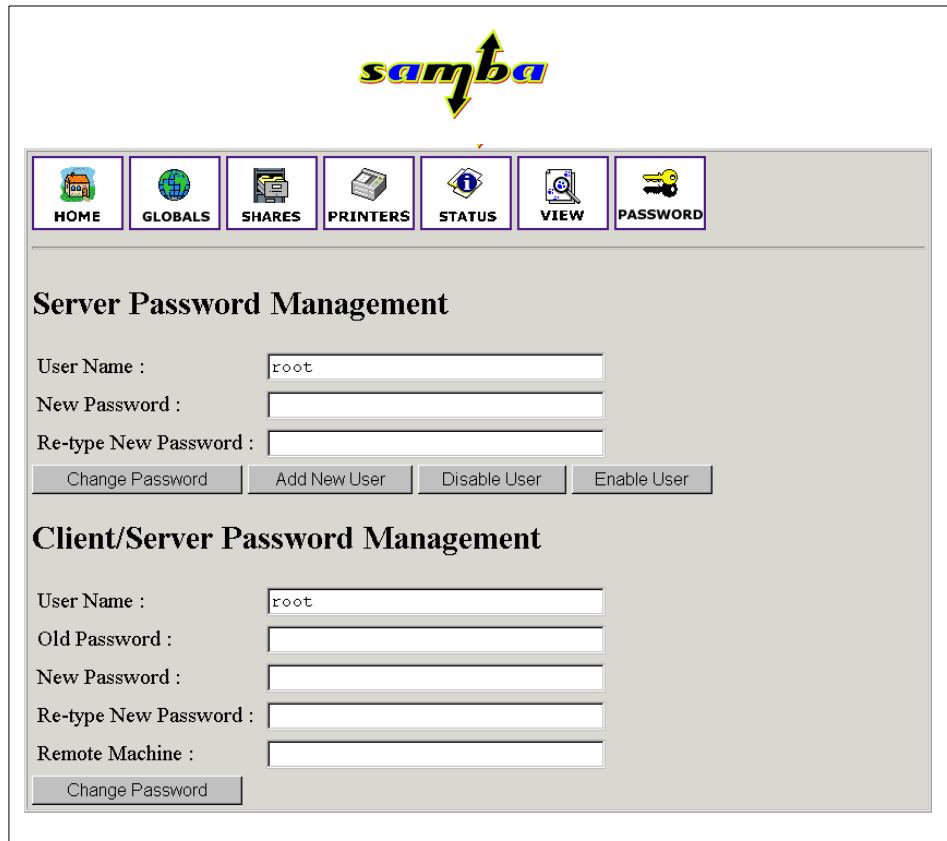 samba
HOME GLOBALS SHARES PRINTERS STATUS VIEW PASSWORD
Server Password Management
User Name : root
New Password :
Re-type New Password :
Change Password Add New User Disable User Enable User
Client/Server Password Management
User Name : root
Old Password :
New Password :
Re-type New Password :
Remote Machine :
Change Password